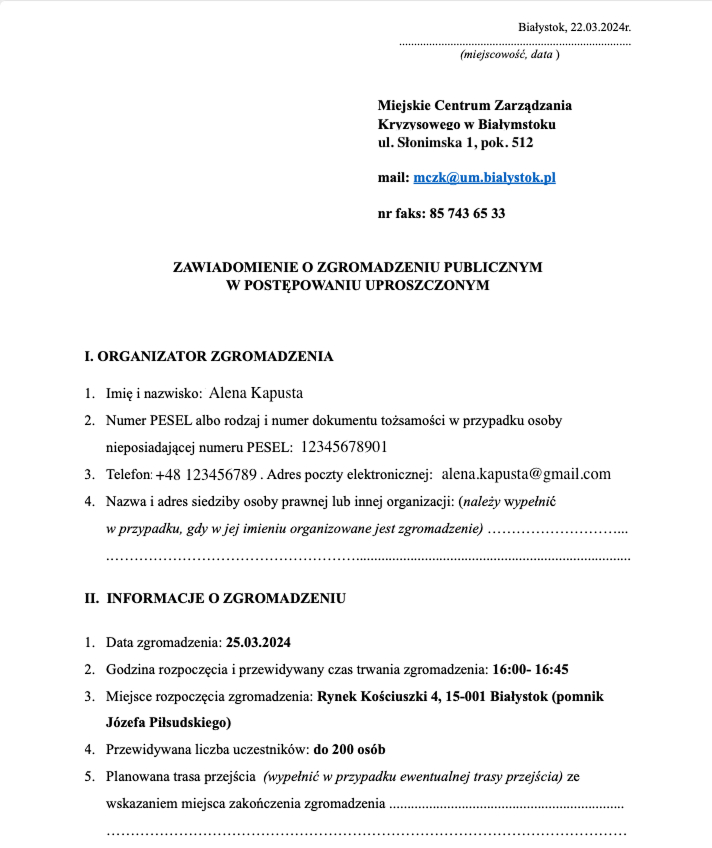 Białystok, 22.03.2024r.
................................................................................
(miejscowość, data )
Miejskie Centrum Zarządzania
Kryzysowego w Białymstoku
ul. Słonimska 1, pok. 512
mail: mczk@um.bialystok.pl
nr faks: 85 743 65 33
ZAWIADOMIENIE O ZGROMADZENIU PUBLICZNYM
W POSTĘPOWANIU UPROSZCZONYM
I. ORGANIZATOR ZGROMADZENIA
1. Imię i nazwisko: Alena Kapusta
2. Numer PESEL albo rodzaj i numer dokumentu tożsamości w przypadku osoby
nieposiadającej numeru PESEL: 12345678901
3. Telefon: +48 123456789 . Adres poczty elektronicznej: alena.kapusta@gmail.com
4. Nazwa i adres siedziby osoby prawnej lub innej organizacji: (należy wypełnić
w przypadku, gdy w jej imieniu organizowane jest zgromadzenie) ………………………...
……………………………………………...............................................................................
II. INFORMACJE O ZGROMADZENIU
1. Data zgromadzenia: 25.03.2024
2. Godzina rozpoczęcia i przewidywany czas trwania zgromadzenia: 16:00- 16:45
3. Miejsce rozpoczęcia zgromadzenia: Rynek Kościuszki 4, 15-001 Białystok (pomnik
Józefa Piłsudskiego)
4. Przewidywana liczba uczestników: do 200 osób
5. Planowana trasa przejścia (wypełnić w przypadku ewentualnej trasy przejścia) ze
wskazaniem miejsca zakończenia zgromadzenia ....................................................................
……………………………………………………………………………………………